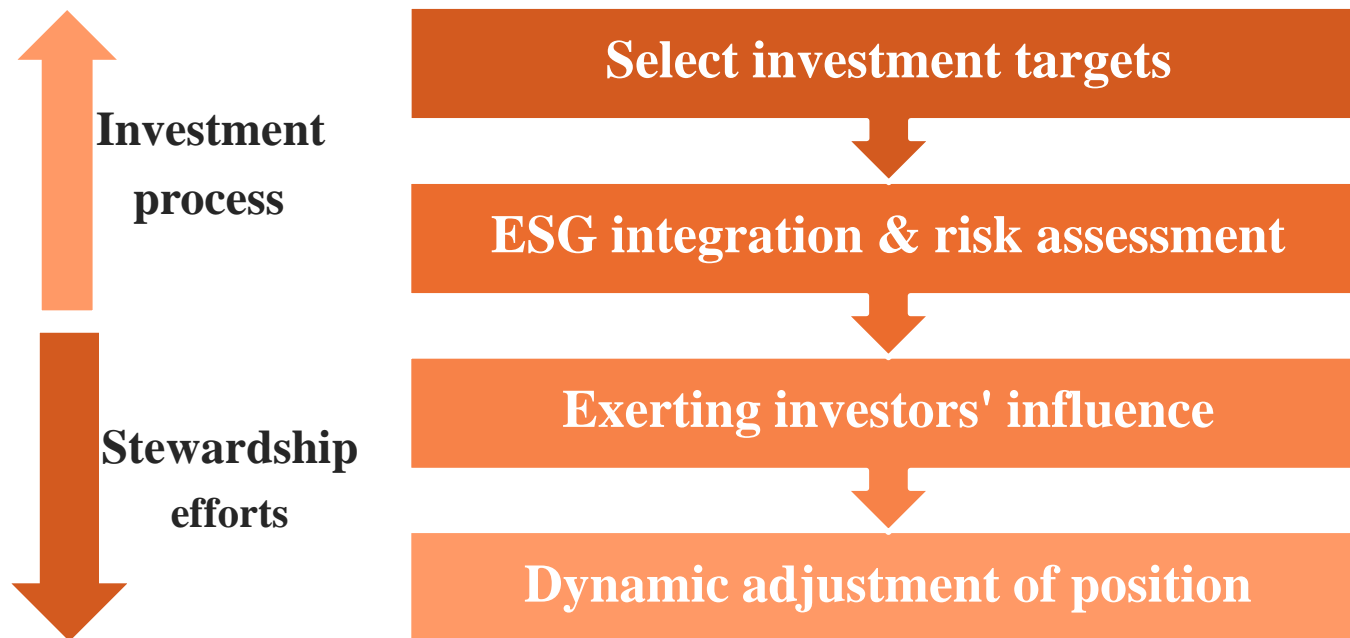 Select investment targets
Investment
process
ESG integration & risk assessment
Exerting investors' influence
Stewardship
efforts
Dynamic adjustment of position